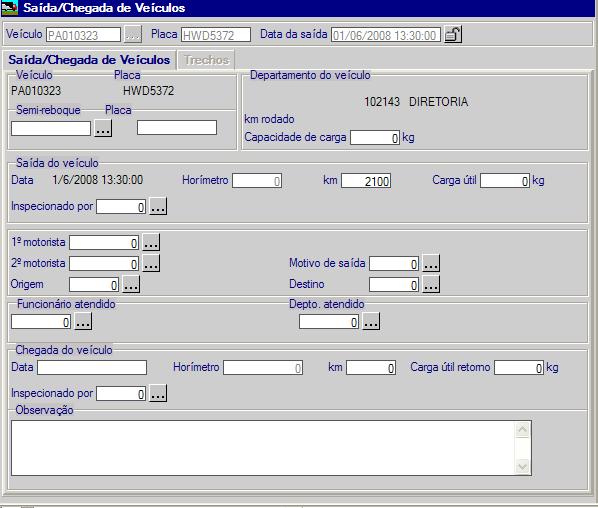 Saída/Chegada de Veículos
Veículo PA010323 ... Placa HWD5372 Data da saída 01/06/2008 13:30:00
Saída/Chegada de Veículos Trechos
Veículo Placa Departamento do veículo
PA010323 HWD5372
102143 DIRETORIA
Semi-reboque Placa
km rodado
...
Capacidade de carga 0 kg
Saída do veículo
Data 1/6/2008 13:30:00 Horímetro 0 km 2100 Carga útil 0 kg
Inspecionado por 0 ...
1º motorista 0 ...
2º motorista 0 ... Motivo de saída 0 ...
Origem 0 ... Destino 0 ...
Funcionário atendido Depto. atendido
0 ... 0 ...
Chegada do veículo
Data Horímetro 0 km 0 Carga útil retorno 0 kg
Inspecionado por 0 ...
Observação